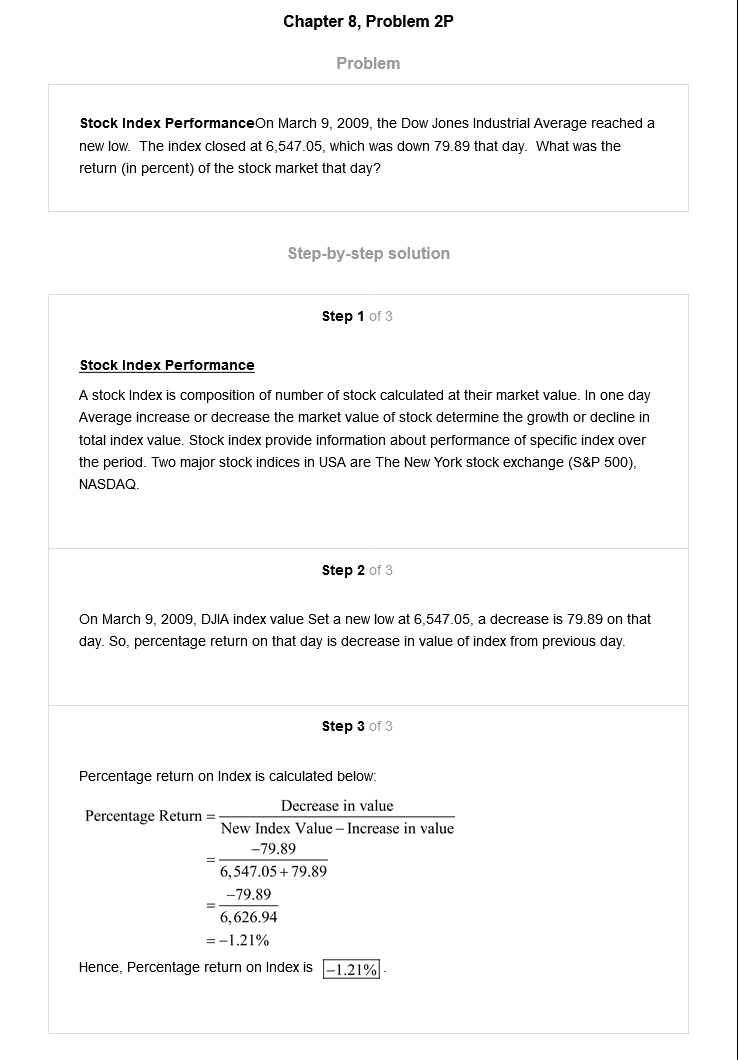 Chapter 8, Problem 2P
Problem
Stock Index PerformanceOn March 9, 2009, the Dow Jones Industrial Average reached a
new low.  The index closed at 6,547.05, which was down 79.89 that day.  What was the
return (in percent) of the stock market that day?
Step-by-step solution
Step 1 of 3
Stock Index Performance
A stock Index is composition of number of stock calculated at their market value. In one day
Average increase or decrease the market value of stock determine the growth or decline in
total index value. Stock index provide information about performance of specific index over
the period. Two major stock indices in USA are The New York stock exchange (S&P 500),
NASDAQ.
Step 2 of 3
On March 9, 2009, DJIA index value Set a new low at 6,547.05, a decrease is 79.89 on that
day. So, percentage return on that day is decrease in value of index from previous day.
Step 3 of 3
Percentage return on Index is calculated below:
Percentage Return = Decrease in value
New Index Value − Increase in value
= −79.89
6,547.05 + 79.89
= −79.89
6,626.94
= −1.21%
Hence, Percentage return on Index is −1.21% .